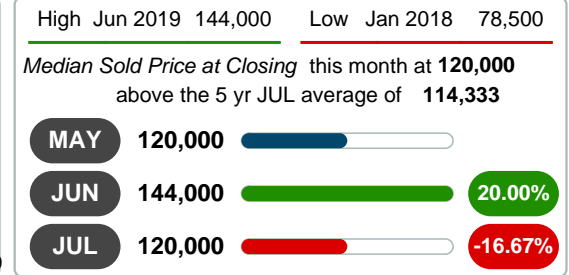 High Jun 2019 144,000 Low Jan 2018 78,500
Median Sold Price at Closing this month at 120,000
above the 5 yr JUL average of 114,333
MAY 120,000
JUN 144,000 20.00%
JUL 120,000 -16.67%